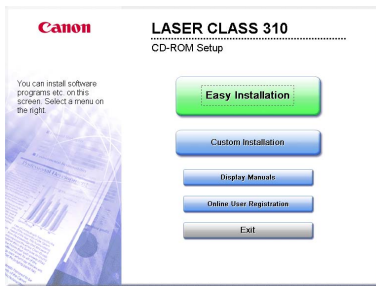 Canon
LASER CLASS 310
CD-ROM Setup
You can install software
programs etc. on this
screen. Select a menu on
the right.
Easy Installation
Custom Installation
Display Manuals
Online User Registration
Exit